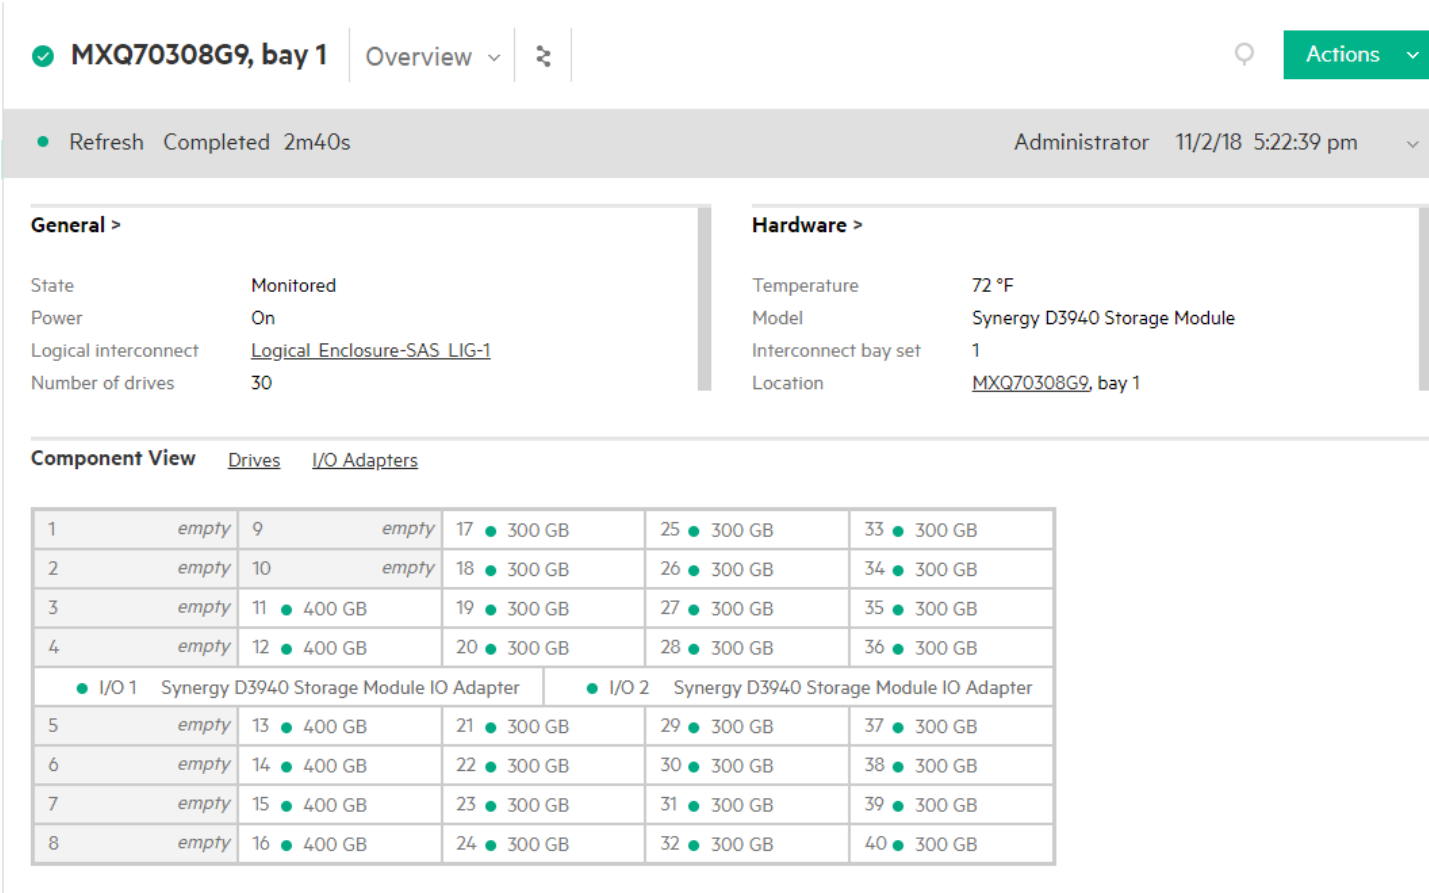 MXQ70308G9, bay 1 Overview Actions
Refresh Completed 2m40s Administrator 11/2/18 5:22:39 pm
General >
State Monitored
Power On
Logical interconnect Logical Enclosure-SAS LIG-1
Number of drives 30
Hardware >
Temperature 72 °F
Model Synergy D3940 Storage Module
Interconnect bay set 1
Location MXQ70308G9, bay 1
Component View Drives I/O Adapters
1 empty 9 empty 17 300 GB 25 300 GB 33 300 GB
2 empty 10 empty 18 300 GB 26 300 GB 34 300 GB
3 empty 11 400 GB 19 300 GB 27 300 GB 35 300 GB
4 empty 12 400 GB 20 300 GB 28 300 GB 36 300 GB
I/O 1 Synergy D3940 Storage Module IO Adapter I/O 2 Synergy D3940 Storage Module IO Adapter
5 empty 13 400 GB 21 300 GB 29 300 GB 37 300 GB
6 empty 14 400 GB 22 300 GB 30 300 GB 38 300 GB
7 empty 15 400 GB 23 300 GB 31 300 GB 39 300 GB
8 empty 16 400 GB 24 300 GB 32 300 GB 40 300 GB